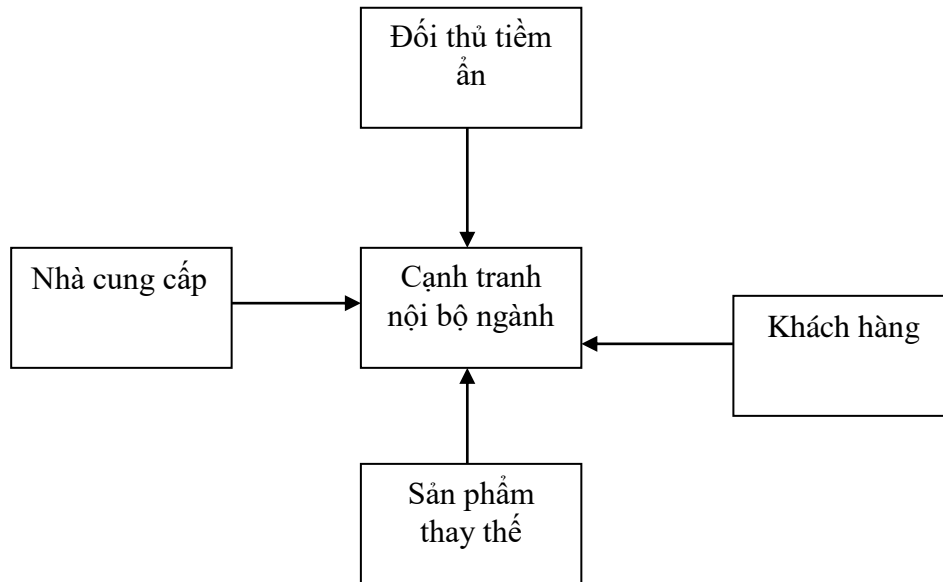 Đối thủ tiềm
ẩn
Nhà cung cấp
Cạnh tranh
nội bộ ngành
Khách hàng
Sản phẩm
thay thế